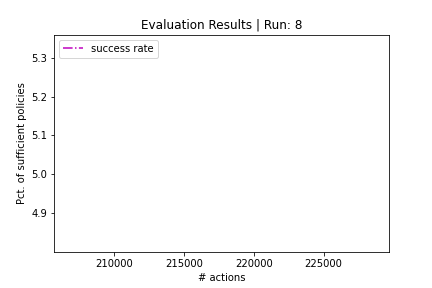 Evaluation Results | Run: 8
success rate
Pct. of sufficient policies
5.3
5.2
5.1
5.0
4.9
210000 215000 220000 225000
# actions